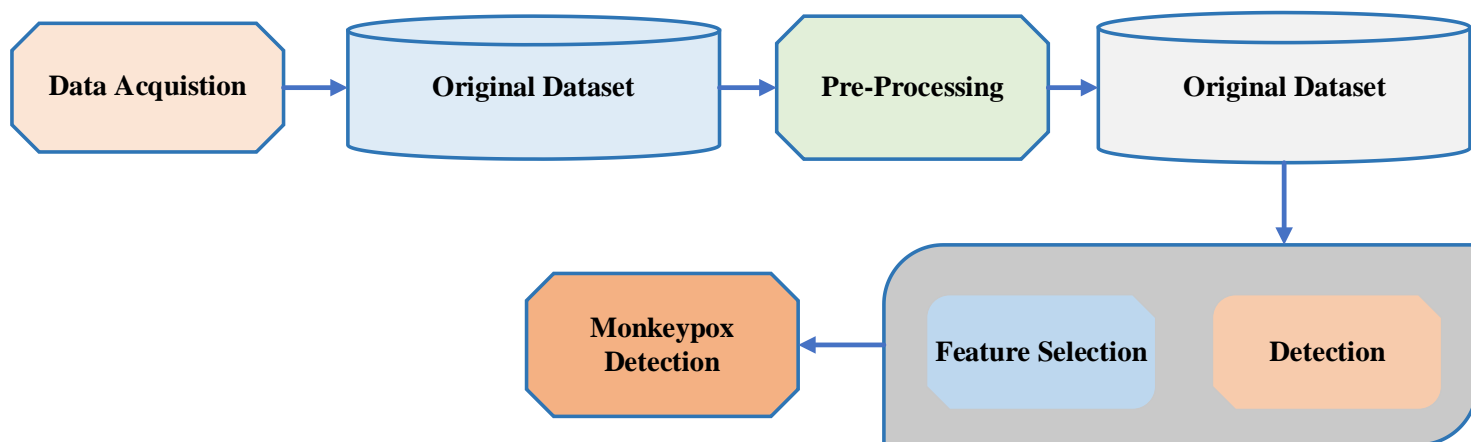 Data Acquistion
Original Dataset
Pre-Processing
Original Dataset
Monkeypox
Detection
Feature Selection
Detection